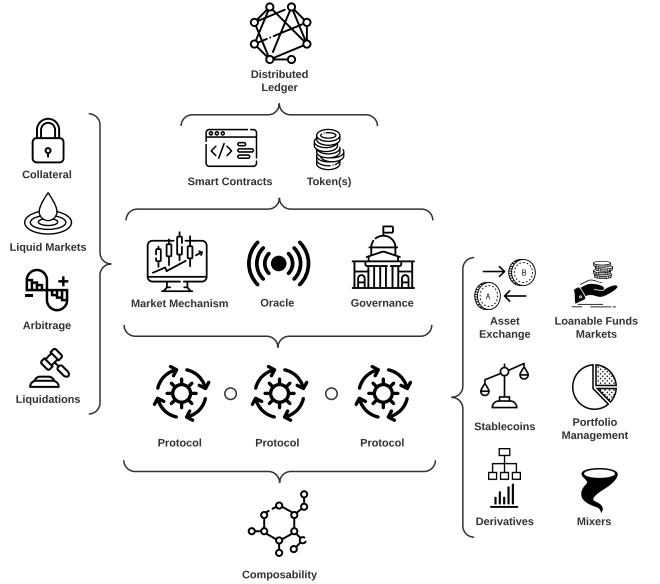 Distributed
Ledger
Smart Contracts
Token(s)
Collateral
Liquid Markets
Arbitrage
Liquidations
Market Mechanism
Oracle
Governance
Protocol
Protocol
Protocol
Composability
B
A
Asset
Exchange
Loanable Funds
Markets
Stablecoins
Portfolio
Management
Derivatives
Mixers